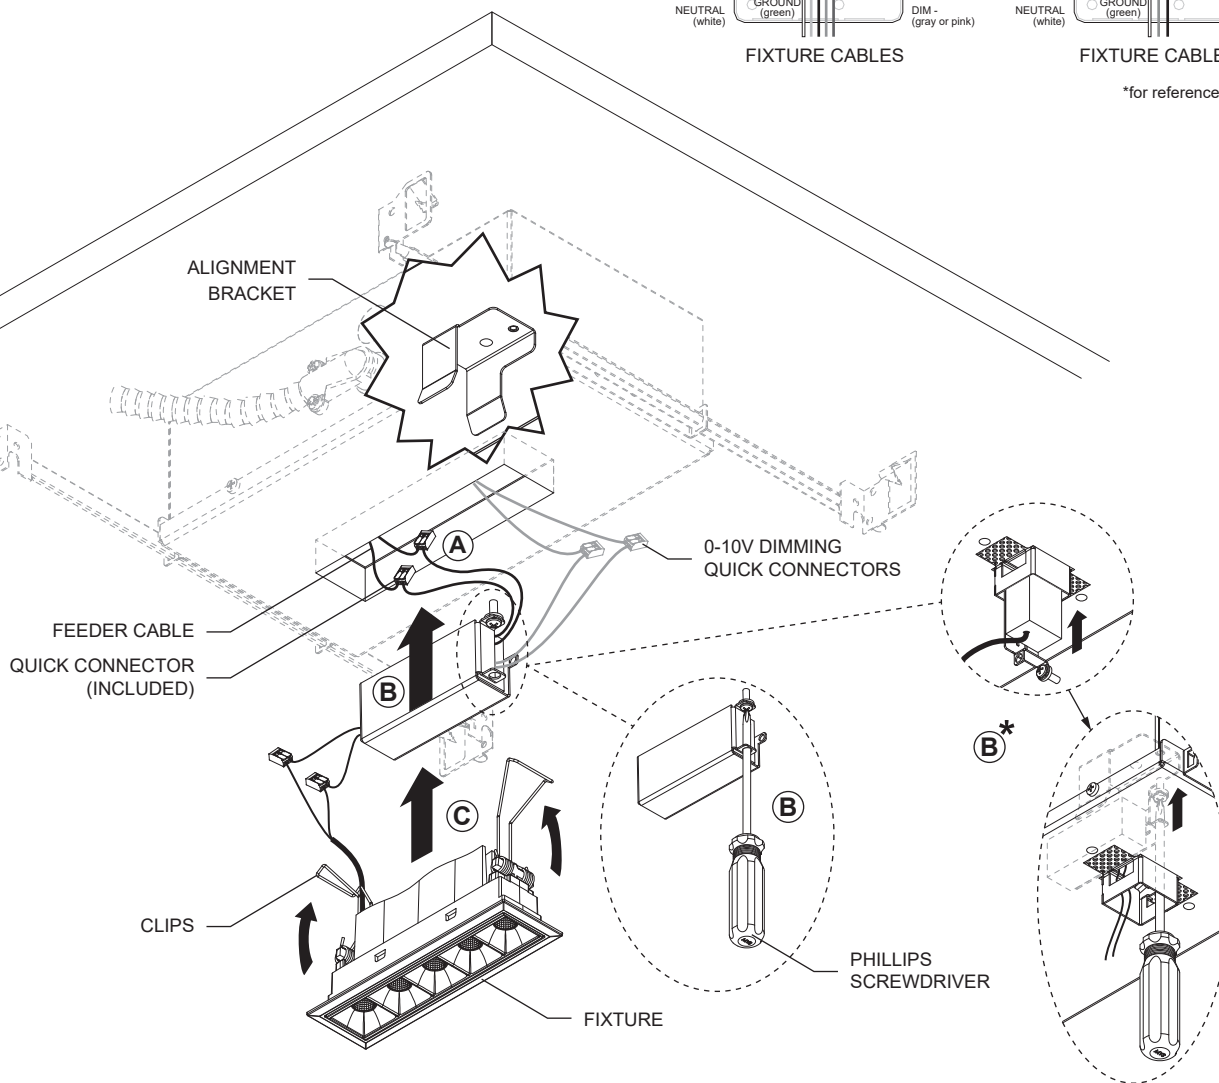 NEUTRAL
(white)
GROUND
(green)
DIM -
(gray or pink)
FIXTURE CABLES
NEUTRAL
(white)
GROUND
(green)
FIXTURE CABLE
*for reference
ALIGNMENT
BRACKET
A
0-10V DIMMING
QUICK CONNECTORS
FEEDER CABLE
QUICK CONNECTOR
(INCLUDED)
B
B*
B
C
CLIPS
PHILLIPS
SCREWDRIVER
FIXTURE